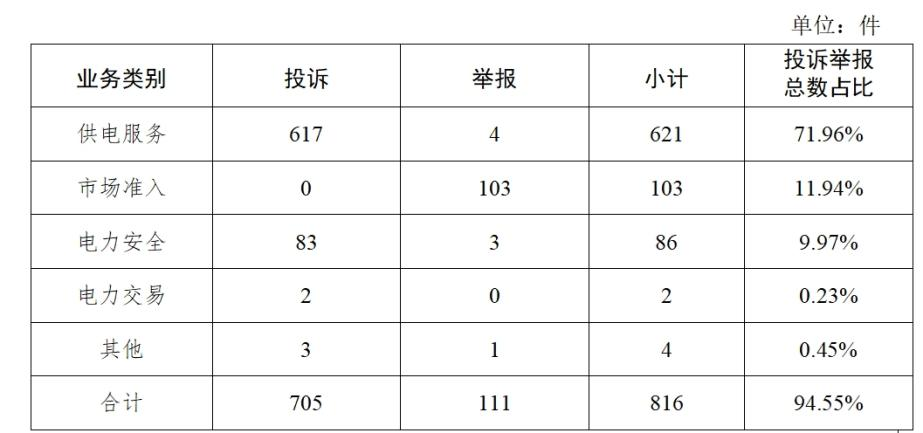 单位：件
业务类别 投诉 举报 小计 投诉举报
总数占比
供电服务 617 4 621 71.96%
市场准入 0 103 103 11.94%
电力安全 83 3 86 9.97%
电力交易 2 0 2 0.23%
其他 3 1 4 0.45%
合计 705 111 816 94.55%